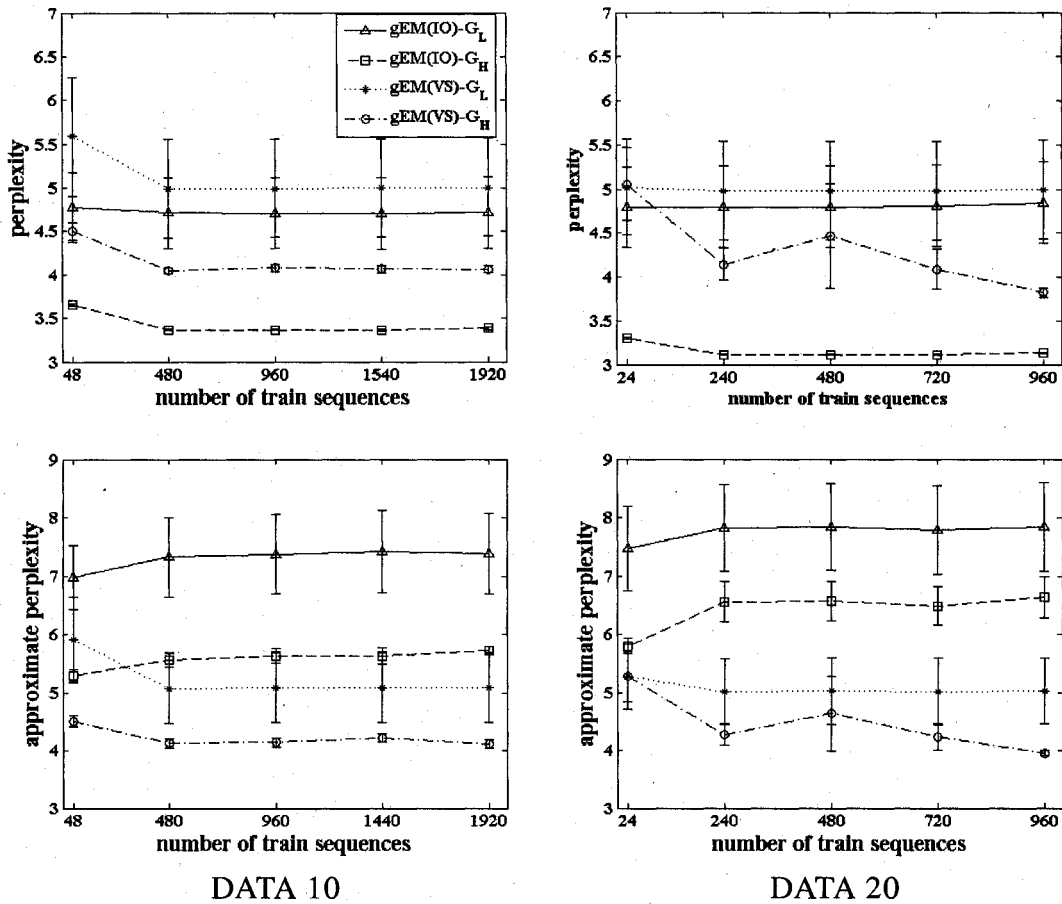 7
6.5
6
5.5
5
4.5
4
3.5
3
perplexity
gEM(IO)-G_L
gEM(IO)-G_H
gEM(VS)-G_L
gEM(VS)-G_H
48 480 960 1540 1920
number of train sequences
7
6.5
6
5.5
5
4.5
4
3.5
3
perplexity
24 240 480 720 960
number of train sequences
9
8
7
6
5
4
3
approximate perplexity
48 480 960 1440 1920
number of train sequences
DATA 10
9
8
7
6
5
4
3
approximate perplexity
24 240 480 720 960
number of train sequences
DATA 20